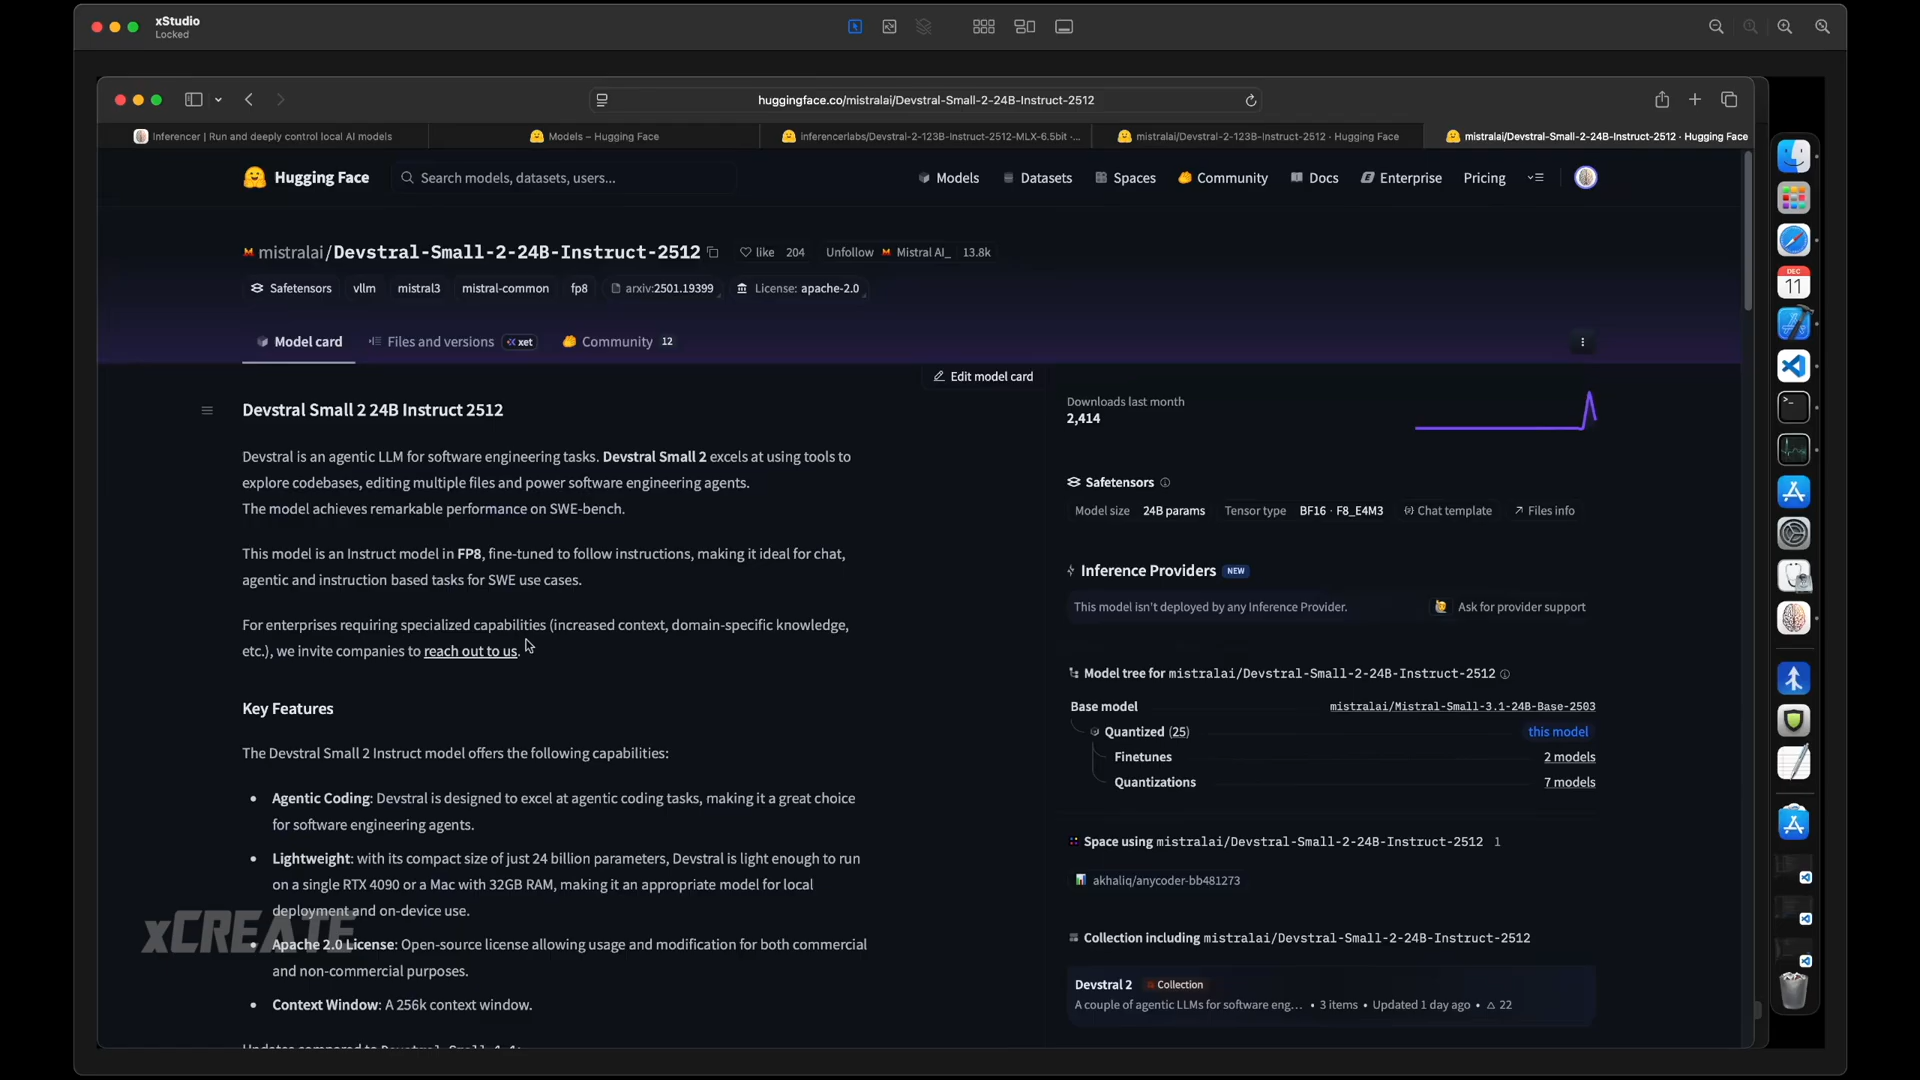 xStudio
Locked
huggingface.co/mistralai/Devstral-Small-2-24B-Instruct-2512
Inferencer | Run and deeply control local AI models
Models – Hugging Face
inferencerlabs/Devstral-2-123B-Instruct-2512-MLX-6.5bit -...
mistralai/Devstral-2-123B-Instruct-2512 · Hugging Face
mistralai/Devstral-Small-2-24B-Instruct-2512 · Hugging Face
Hugging Face
Search models, datasets, users...
Models
Datasets
Spaces
Community
Docs
Enterprise
Pricing
mistralai/Devstral-Small-2-24B-Instruct-2512
like 204
Unfollow Mistral AI_ 13.8k
Safetensors
vllm
mistral3
mistral-common
fp8
arxiv:2501.19399
License: apache-2.0
Model card
Files and versions
xet
Community 12
Edit model card
Devstral Small 2 24B Instruct 2512
Devstral is an agentic LLM for software engineering tasks. Devstral Small 2 excels at using tools to
explore codebases, editing multiple files and power software engineering agents.
The model achieves remarkable performance on SWE-bench.
This model is an Instruct model in FP8, fine-tuned to follow instructions, making it ideal for chat,
agentic and instruction based tasks for SWE use cases.
For enterprises requiring specialized capabilities (increased context, domain-specific knowledge,
etc.), we invite companies to reach out to us.
Key Features
The Devstral Small 2 Instruct model offers the following capabilities:
• Agentic Coding: Devstral is designed to excel at agentic coding tasks, making it a great choice
for software engineering agents.
• Lightweight: with its compact size of just 24 billion parameters, Devstral is light enough to run
on a single RTX 4090 or a Mac with 32GB RAM, making it an appropriate model for local
deployment and on-device use.
• Apache 2.0 License: Open-source license allowing usage and modification for both commercial
and non-commercial purposes.
• Context Window: A 256k context window.
Updates compared to Devstral-Small-1.1:
Downloads last month
2,414
Safetensors
Model size 24B params
Tensor type BF16 · F8_E4M3
Chat template
Files info
Inference Providers NEW
This model isn't deployed by any Inference Provider.
Ask for provider support
Model tree for mistralai/Devstral-Small-2-24B-Instruct-2512
Base model mistralai/Mistral-Small-3.1-24B-Base-2503
Quantized (25) this model
Finetunes 2 models
Quantizations 7 models
Space using mistralai/Devstral-Small-2-24B-Instruct-2512 1
akhaliq/anycoder-bb481273
Collection including mistralai/Devstral-Small-2-24B-Instruct-2512
Devstral 2 Collection
A couple of agentic LLMs for software eng... • 3 items • Updated 1 day ago • 22
DEC
11
xCREATE